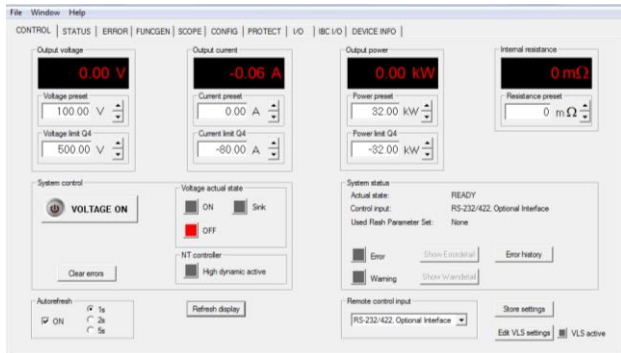 File Window Help
CONTROL STATUS ERROR FUNCGEN SCOPE CONFIG PROTECT I/O IBC I/O DEVICE INFO
Output voltage
0.00 V
Voltage preset
100.00 V
Voltage limit Q4
500.00 V
Output current
-0.06 A
Current preset
0.00 A
Current limit Q4
-80.00 A
Output power
0.00 kW
Power preset
32.00 kW
Power limit Q4
-32.00 kW
Internal resistance
0 mΩ
Resistance preset
0 mΩ
System control
VOLTAGE ON
Clear errors
Voltage actual state
ON Sink
OFF
NT controller
High dynamic active
System status
Actual state: READY
Control input: RS-232/422, Optional Interface
Used Flash Parameter Set: None
Error Show Errordetail Error history
Warning Show Warndetail
Autorefresh
ON
1s
2s
5s
Refresh display
Remote control input
RS-232/422, Optional Interface
Store settings
Edit VLS settings VLS active